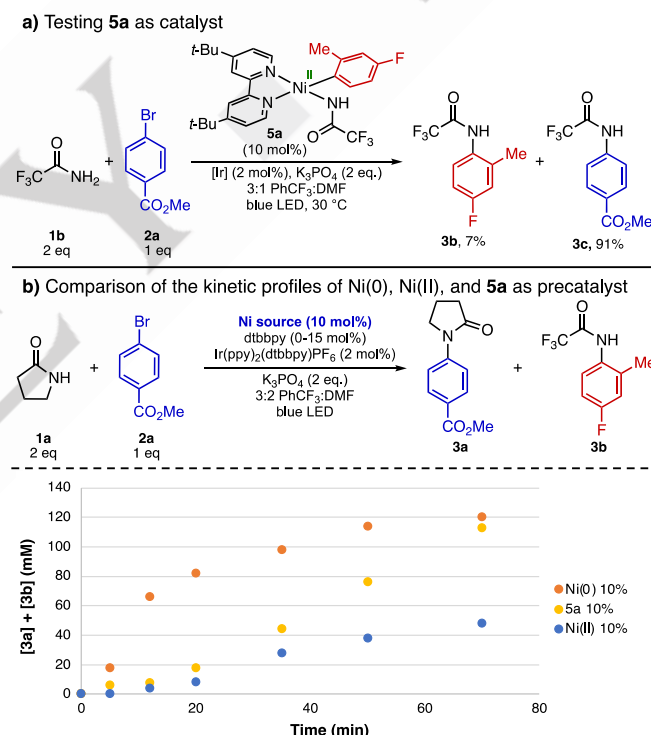 a) Testing 5a as catalyst
t-Bu
t-Bu
N
N
II
Ni
Me
F
NH
O
CF3
5a
(10 mol%)
O
F3C
NH2
1b
2 eq
+
Br
CO2Me
2a
1 eq
[Ir] (2 mol%), K3PO4 (2 eq.)
3:1 PhCF3:DMF
blue LED, 30 °C
O
F3C
NH
Me
F
3b, 7%
+
O
F3C
NH
CO2Me
3c, 91%
b) Comparison of the kinetic profiles of Ni(0), Ni(II), and 5a as precatalyst
O
NH
1a
2 eq
+
Br
CO2Me
2a
1 eq
Ni source (10 mol%)
dtbbpy (0-15 mol%)
Ir(ppy)2(dtbbpy)PF6 (2 mol%)
K3PO4 (2 eq.)
3:2 PhCF3:DMF
blue LED
N
O
CO2Me
3a
+
O
F3C
NH
Me
F
3b
[3a] + [3b] (mM)
140
120
100
80
60
40
20
0
0 20 40 60 80
Time (min)
Ni(0) 10%
5a 10%
Ni(II) 10%